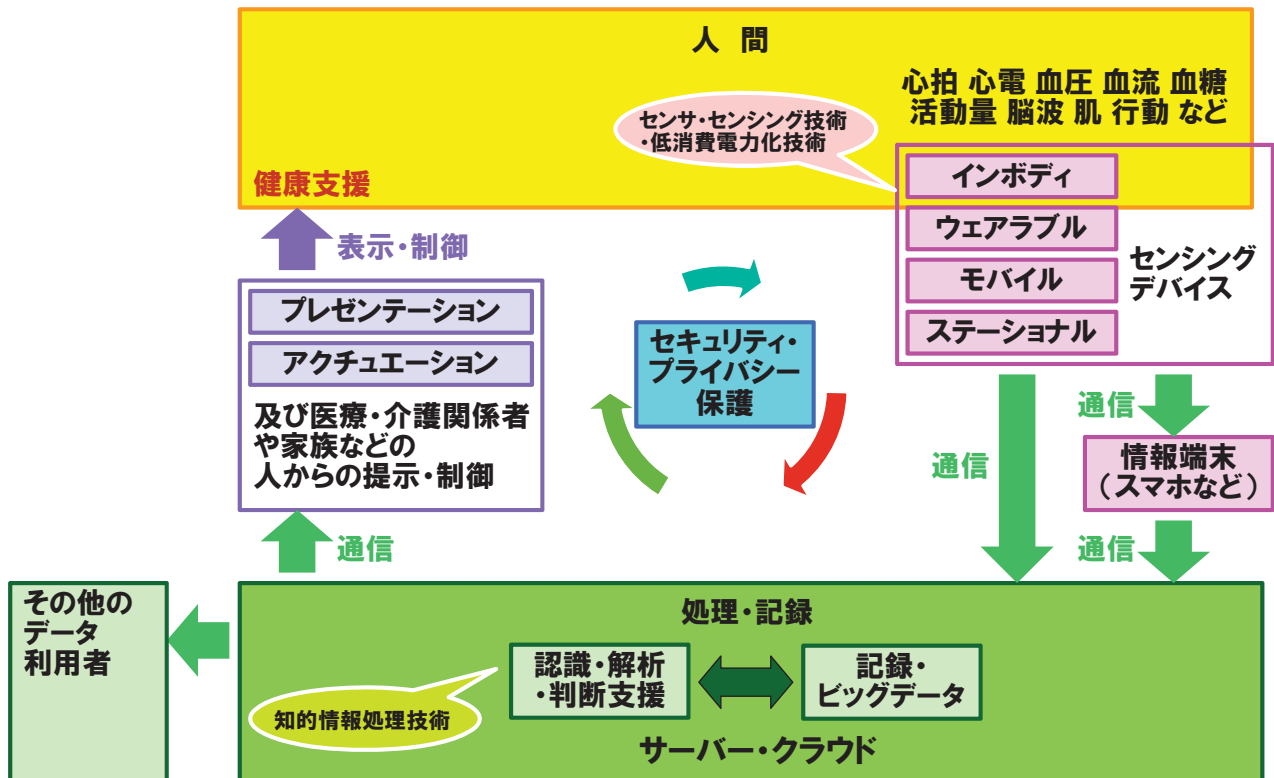 人 間
心拍 心電 血圧 血流 血糖
活動量 脳波 肌 行動 など
センサ・センシング技術
・低消費電力化技術
健康支援
インボディ
ウェアラブル
モバイル
ステーショナル
センシング
デバイス
表示・制御
プレゼンテーション
アクチュエーション
及び医療・介護関係者
や家族などの
人からの提示・制御
セキュリティ・
プライバシー
保護
通信
通信
情報端末
（スマホなど）
通信
通信
その他の
データ
利用者
処理・記録
認識・解析
・判断支援
記録・
ビッグデータ
知的情報処理技術
サーバー・クラウド